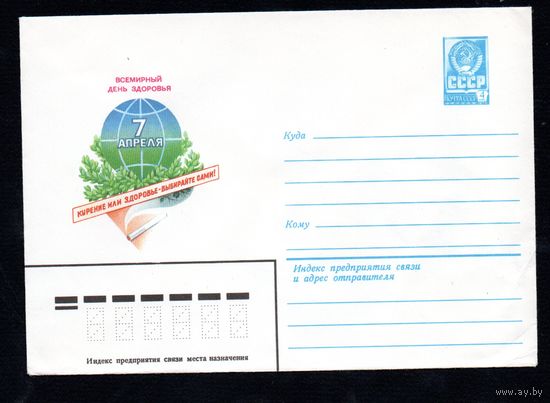 ВСЕМИРНЫЙ
ДЕНЬ ЗДОРОВЬЯ
7
АПРЕЛЯ
КУРЕНИЕ ИЛИ ЗДОРОВЬЕ-ВЫБИРАЙТЕ САМИ!
СССР
ПОЧТА СССР
4
Куда
Кому
Индекс предприятия связи
и адрес отправителя
Индекс предприятия связи места назначения
www.ay.by